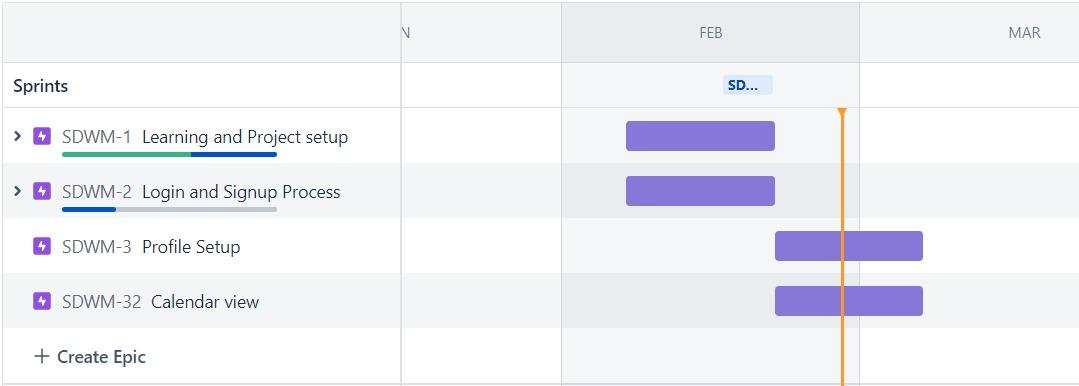 N FEB MAR
Sprints SD...
SDWM-1 Learning and Project setup
SDWM-2 Login and Signup Process
SDWM-3 Profile Setup
SDWM-32 Calendar view
+ Create Epic